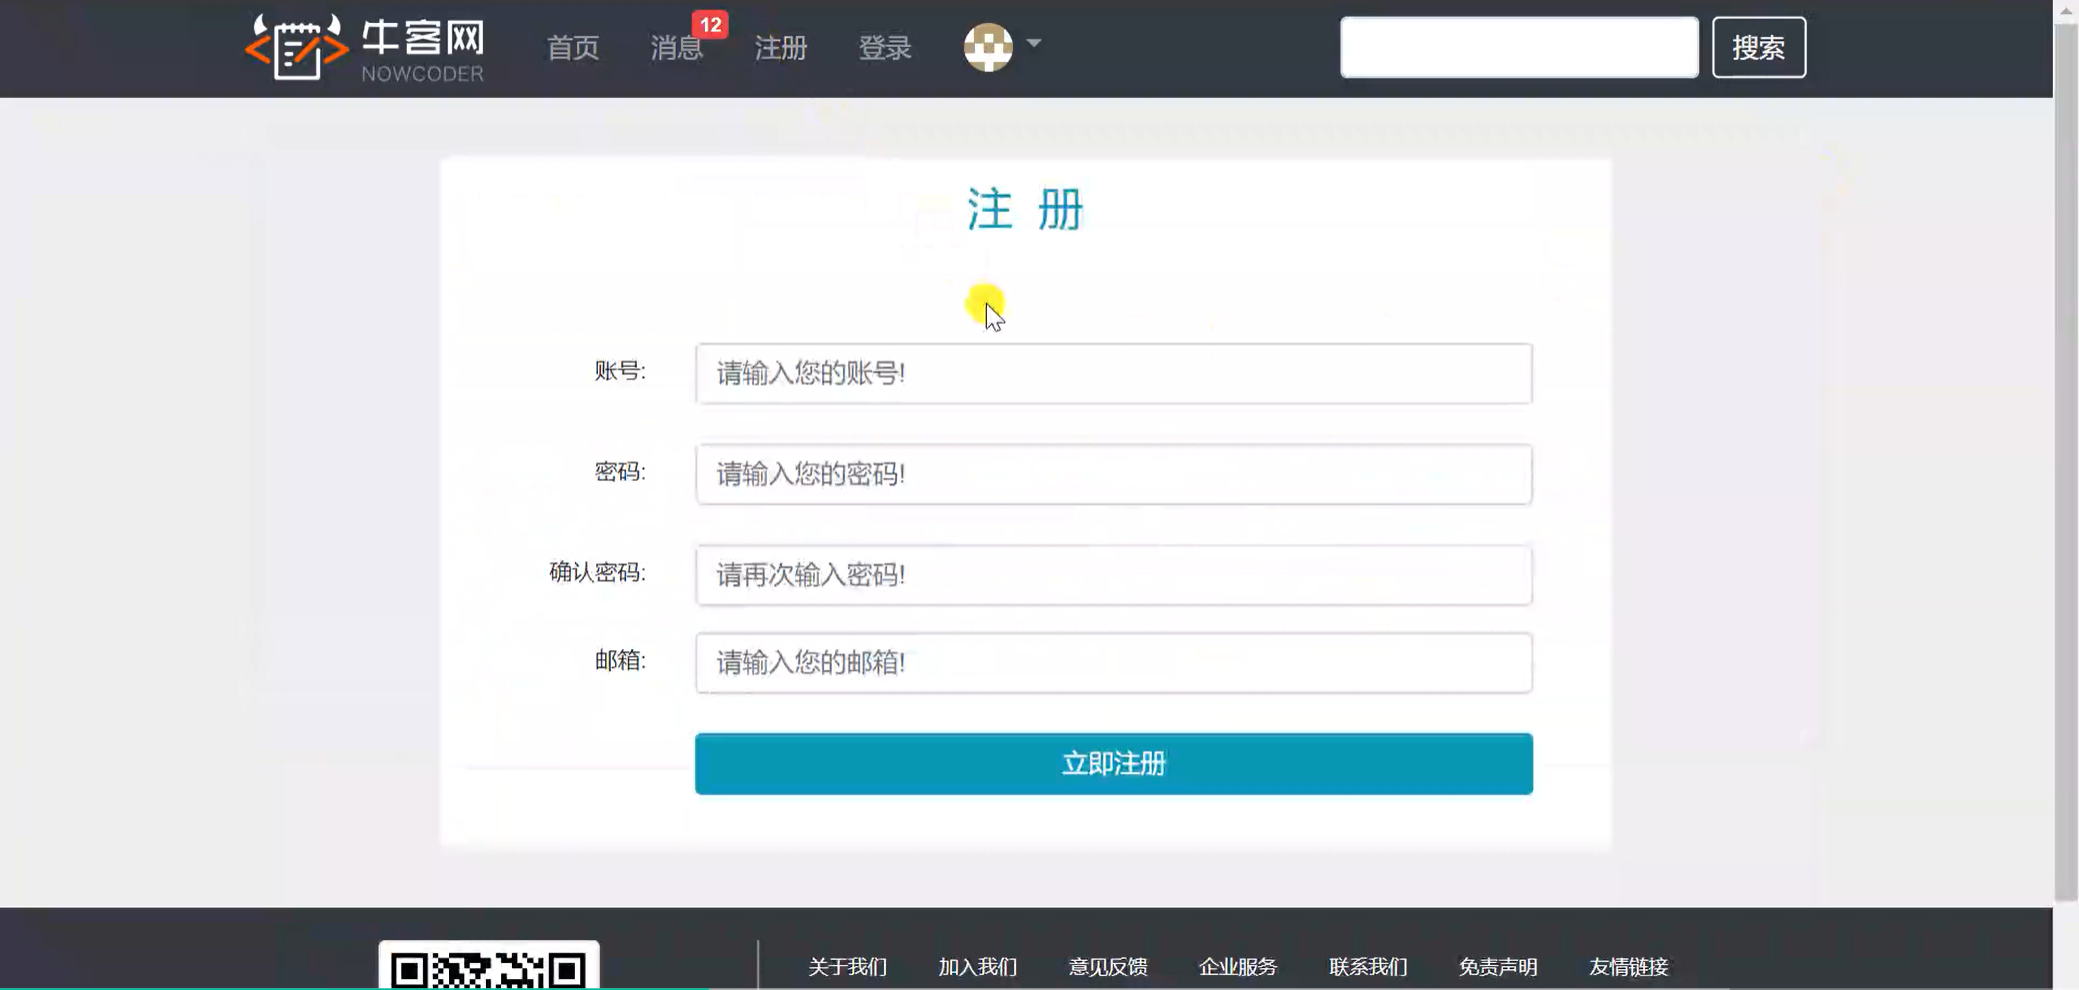 牛客网
NOWCODER
首页 消息 12 注册 登录
搜索
注 册
账号: 请输入您的账号!
密码: 请输入您的密码!
确认密码: 请再次输入密码!
邮箱: 请输入您的邮箱!
立即注册
关于我们 加入我们 意见反馈 企业服务 联系我们 免责声明 友情链接